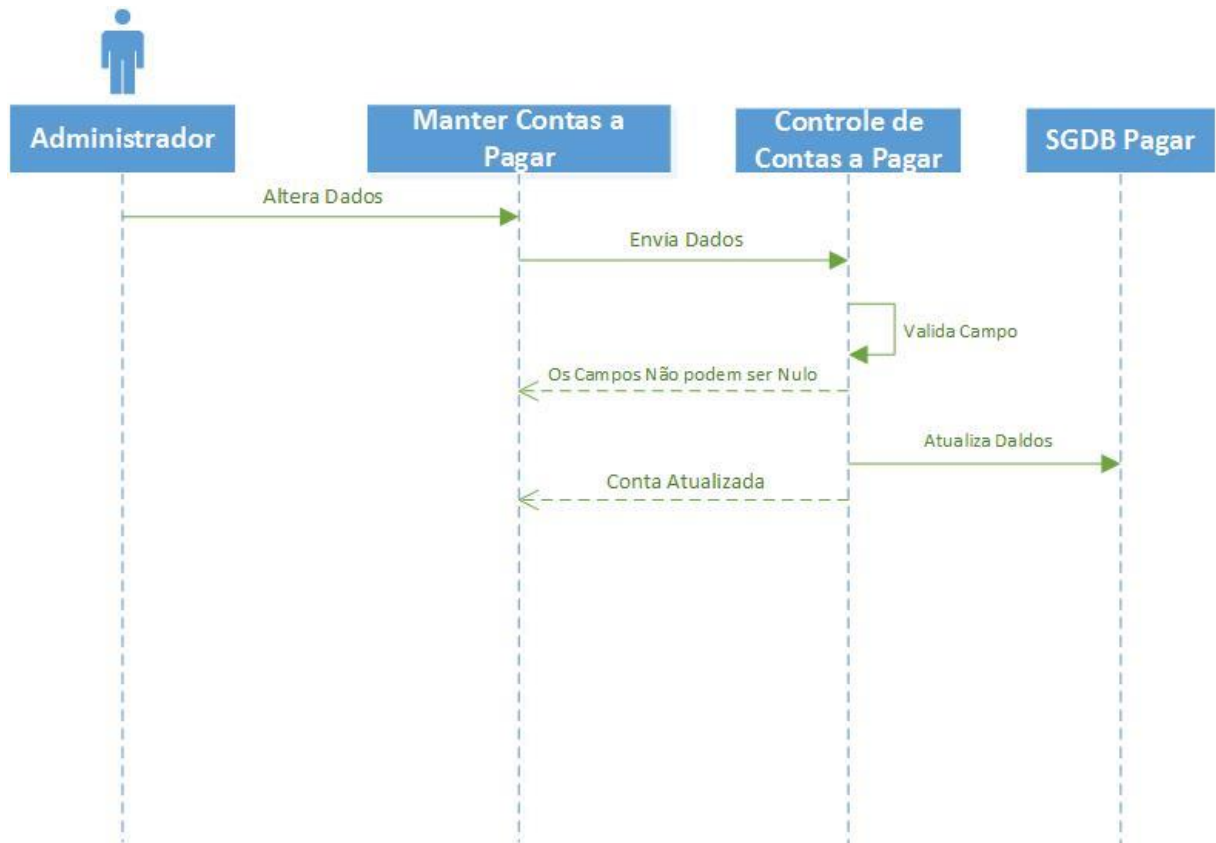 Administrador
Manter Contas a
Pagar
Controle de
Contas a Pagar
SGDB Pagar
Altera Dados
Envia Dados
Valida Campo
Os Campos Não podem ser Nulo
Atualiza Daldos
Conta Atualizada